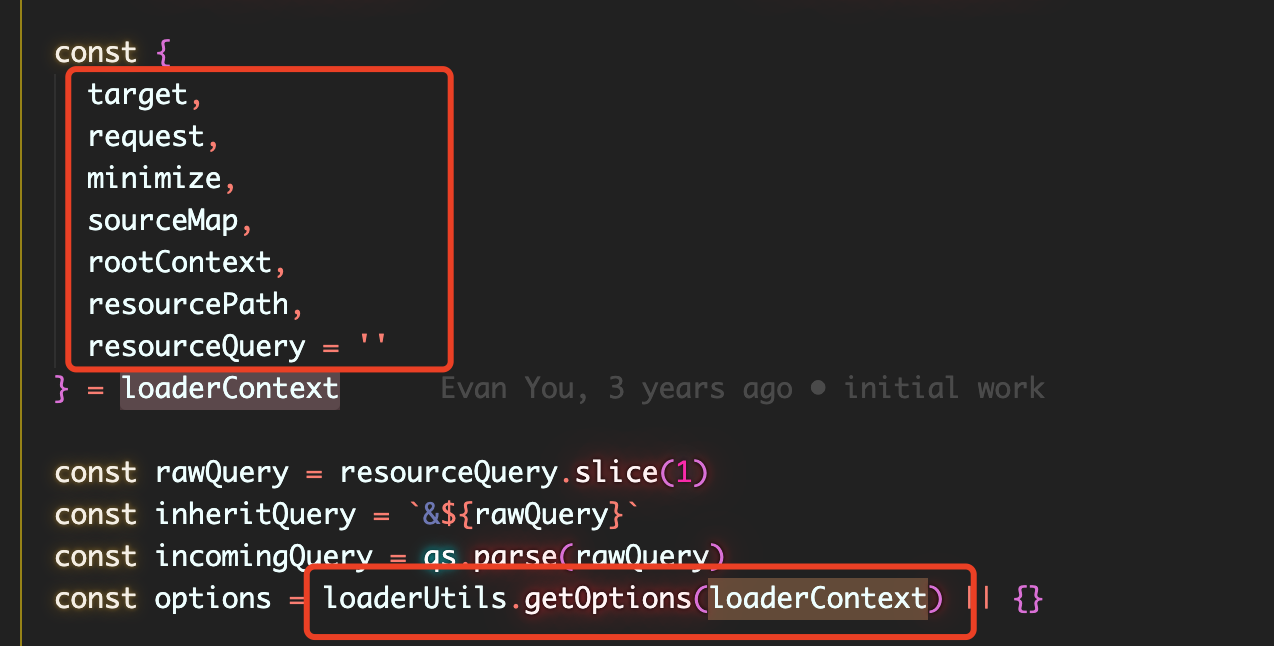 const {
target,
request,
minimize,
sourceMap,
rootContext,
resourcePath,
resourceQuery = ''
} = loaderContext Evan You, 3 years ago • initial work
const rawQuery = resourceQuery.slice(1)
const inheritQuery = `&${rawQuery}`
const incomingQuery = qs.parse(rawQuery)
const options = loaderUtils.getOptions(loaderContext) || {}